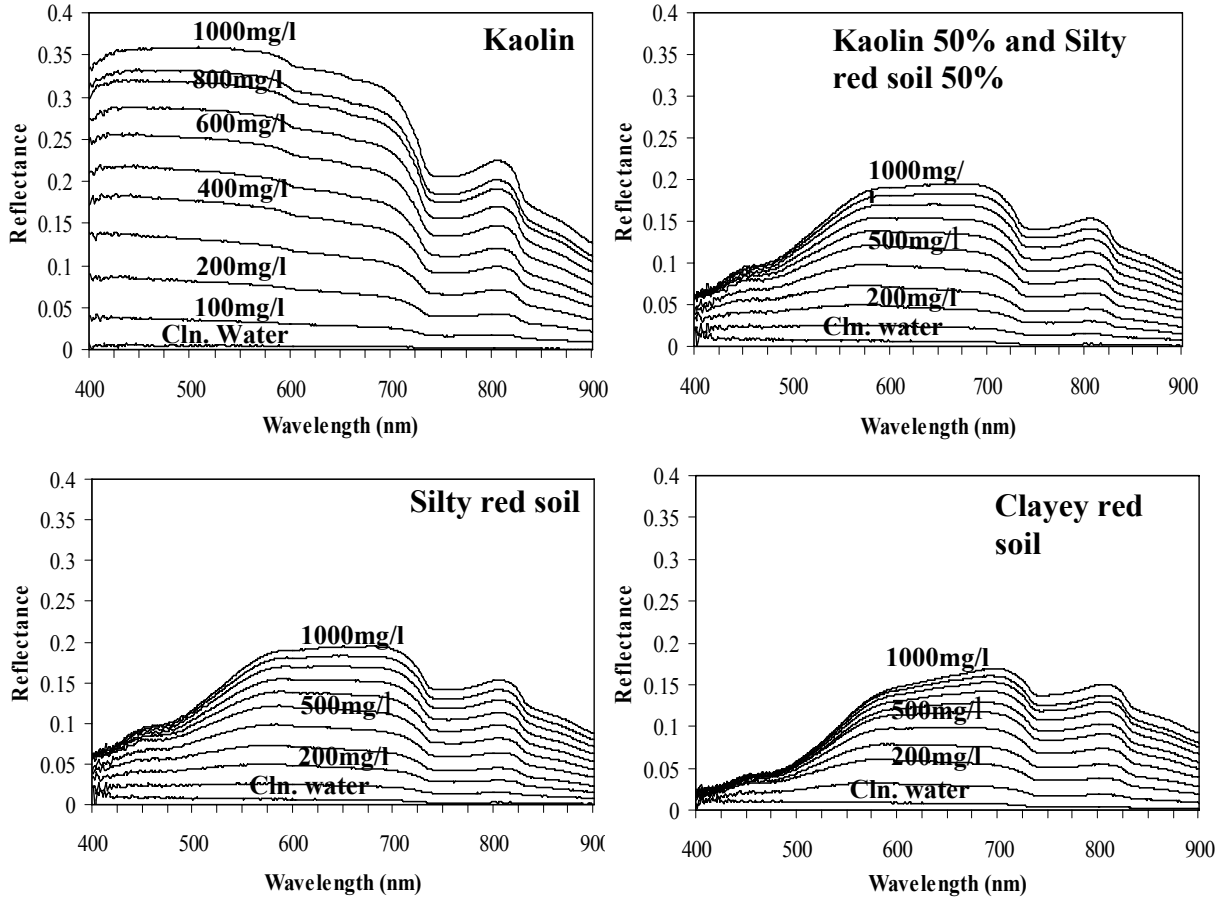 0.4
0.35
0.3
0.25
0.2
0.15
0.1
0.05
0
Reflectance
1000mg/l
800mg/l
600mg/l
400mg/l
200mg/l
100mg/l
Cln. Water
Kaolin
400 500 600 700 800 900
Wavelength (nm)
0.4
0.35
0.3
0.25
0.2
0.15
0.1
0.05
0
Reflectance
Kaolin 50% and Silty
red soil 50%
1000mg/
l
500mg/l
200mg/l
Cln. water
400 500 600 700 800 900
Wavelength (nm)
0.4
0.35
0.3
0.25
0.2
0.15
0.1
0.05
0
Reflectance
Silty red soil
1000mg/l
500mg/l
200mg/l
Cln. water
400 500 600 700 800 900
Wavelength (nm)
0.4
0.35
0.3
0.25
0.2
0.15
0.1
0.05
0
Reflectance
Clayey red
soil
1000mg/l
500mg/l
200mg/l
Cln. water
400 500 600 700 800 900
Wavelength (nm)